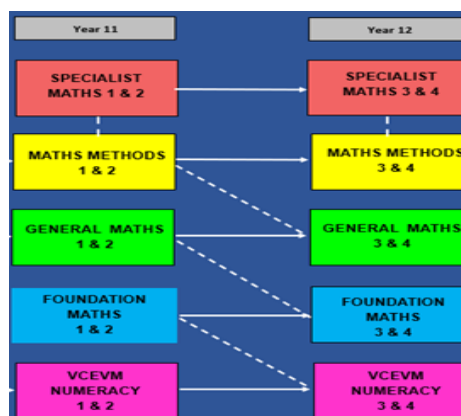 Year 11
Year 12
SPECIALIST
MATHS 1 & 2
SPECIALIST
MATHS 3 & 4
MATHS METHODS
1 & 2
MATHS METHODS
3 & 4
GENERAL MATHS
1 & 2
GENERAL MATHS
3 & 4
FOUNDATION
MATHS
1 & 2
FOUNDATION
MATHS
3 & 4
VCEVM
NUMERACY
1 & 2
VCEVM
NUMERACY
3 & 4